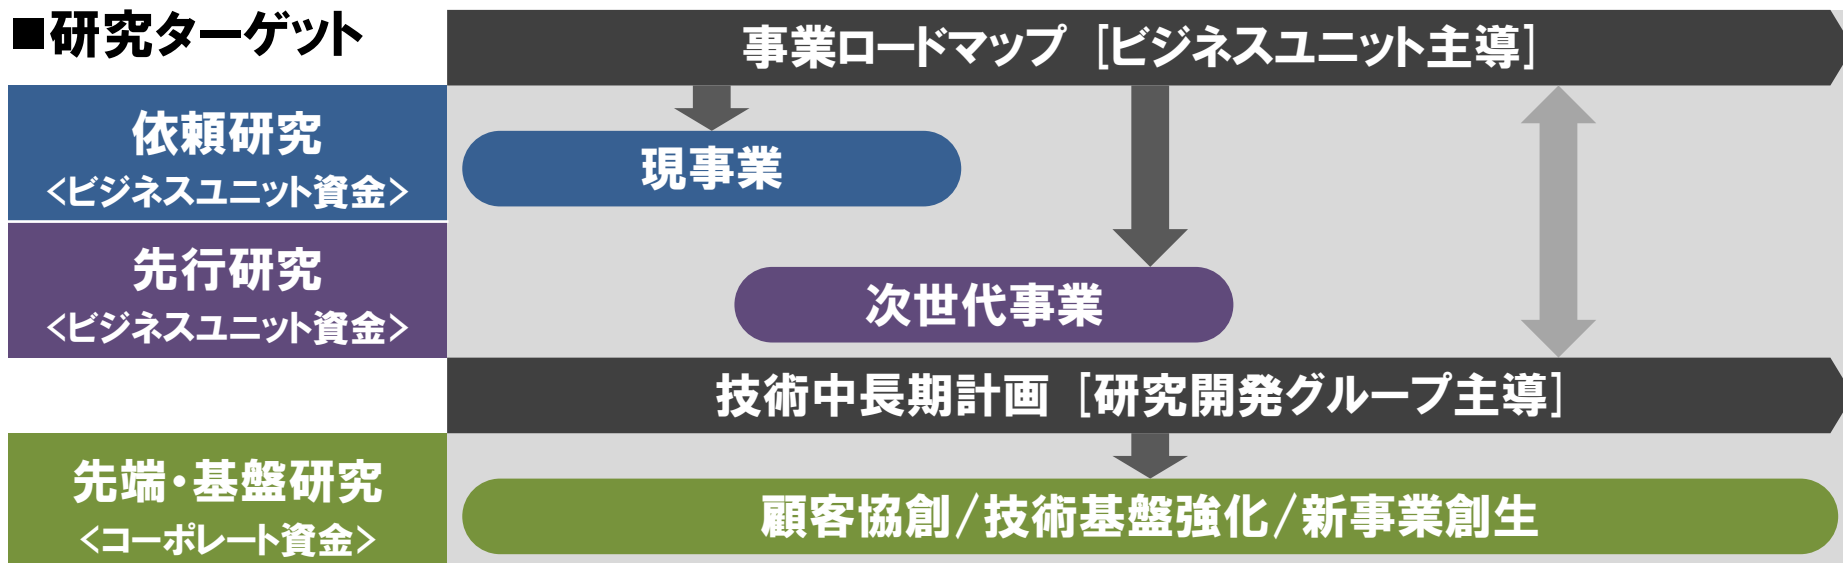 ■研究ターゲット
事業ロードマップ [ビジネスユニット主導]
依頼研究
<ビジネスユニット資金>
現事業
先行研究
<ビジネスユニット資金>
次世代事業
技術中長期計画 [研究開発グループ主導]
先端・基盤研究
<コーポレート資金>
顧客協創/技術基盤強化/新事業創生